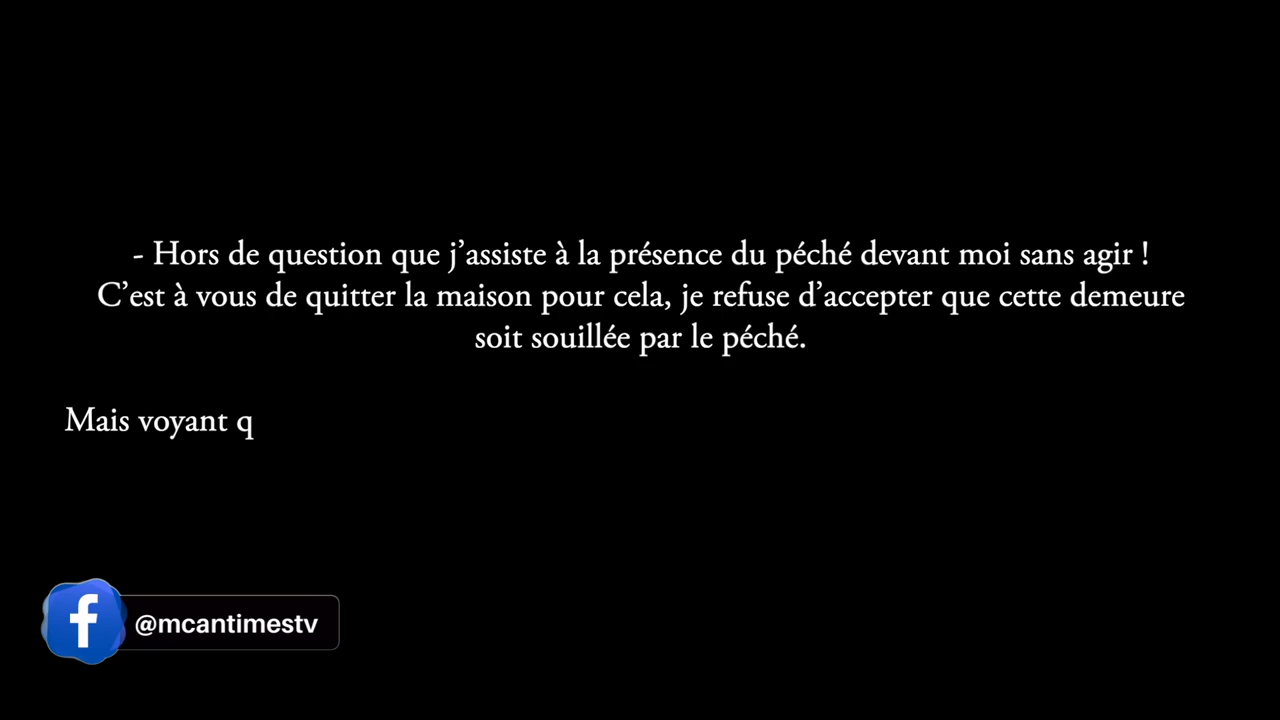 - Hors de question que j’assiste à la présence du péché devant moi sans agir !
C’est à vous de quitter la maison pour cela, je refuse d’accepter que cette demeure
soit souillée par le péché.
Mais voyant q
@mcantimestv